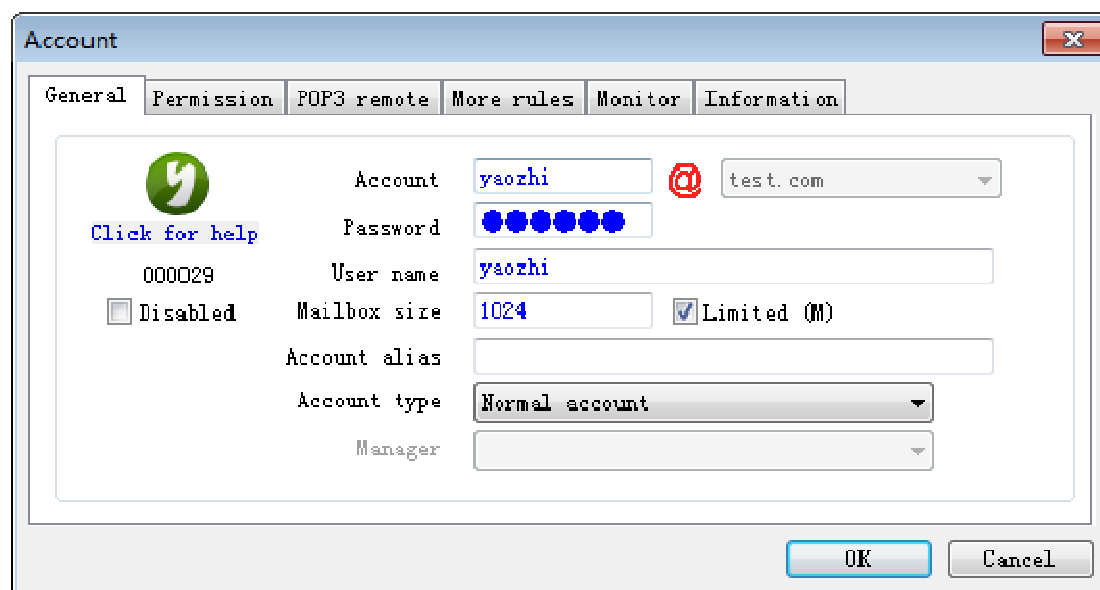 Account
General Permission POP3 remote More rules Monitor Information
Account yaozhi @ test.com
Click for help
Password ●●●●●●
000029
User name yaozhi
Disabled
Mailbox size 1024 Limited (M)
Account alias
Account type Normal account
Manager
OK Cancel